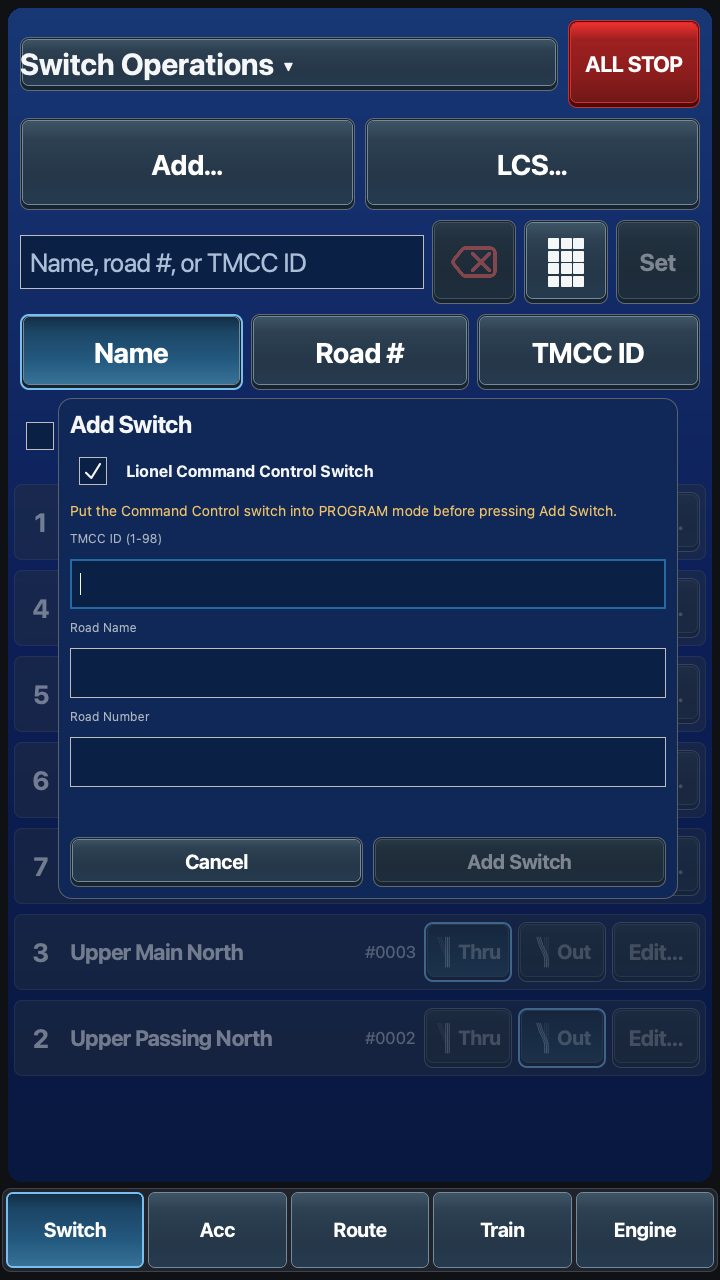 Switch Operations ▼
ALL STOP
Add...
LCS...
Name, road #, or TMCC ID
Set
Name
Road #
TMCC ID
Add Switch
Lionel Command Control Switch
Put the Command Control switch into PROGRAM mode before pressing Add Switch.
TMCC ID (1-98)
Road Name
Road Number
Cancel
Add Switch
1
4
5
6
7
3 Upper Main North #0003 Thru Out Edit...
2 Upper Passing North #0002 Thru Out Edit...
Switch
Acc
Route
Train
Engine